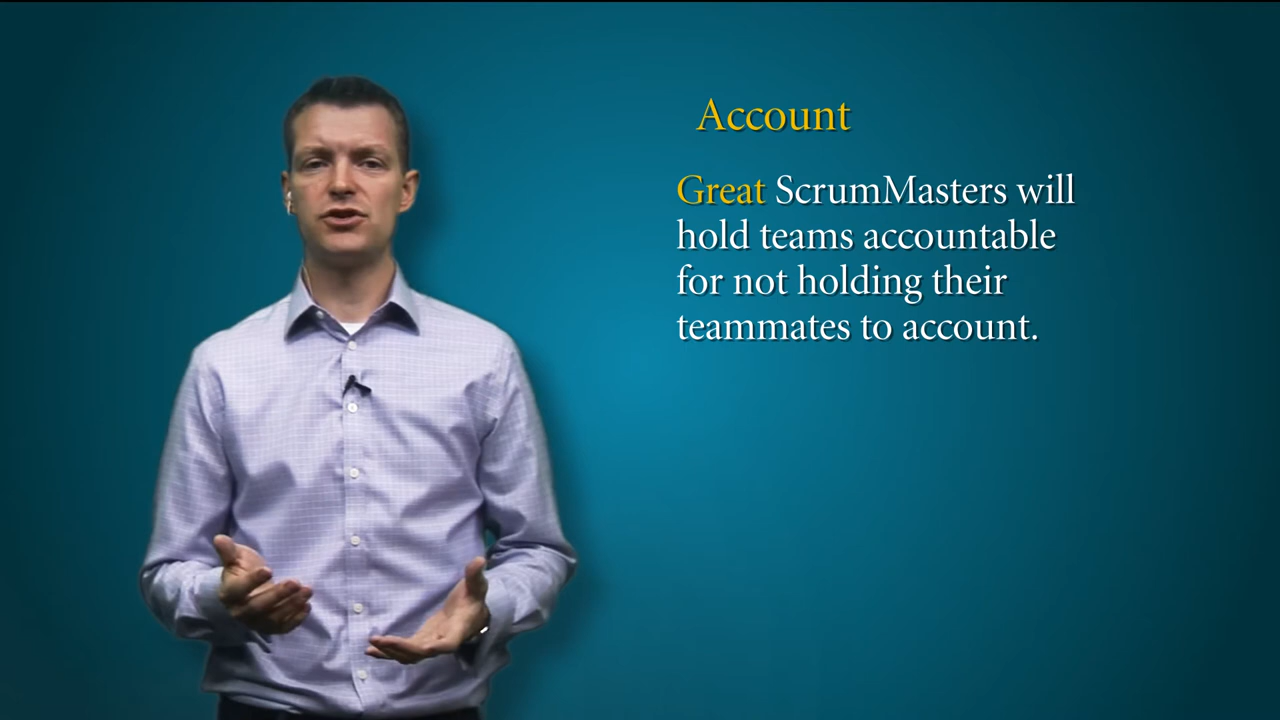 Account
Great ScrumMasters will
hold teams accountable
for not holding their
teammates to account.